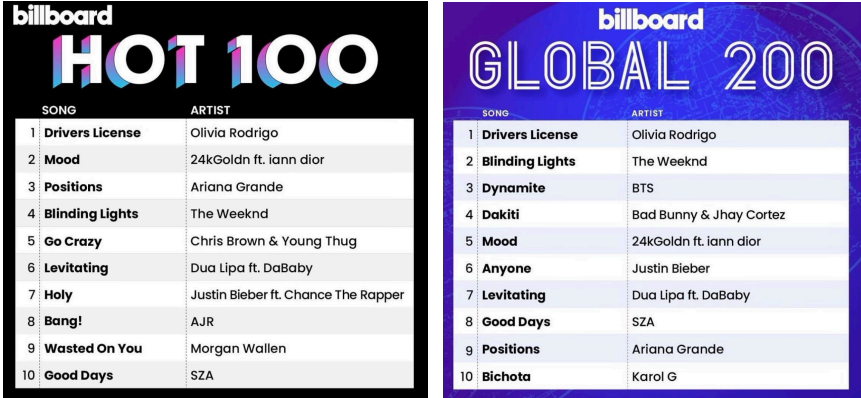 billboard
HOT 100
SONG ARTIST
1 Drivers License Olivia Rodrigo
2 Mood 24kGoldn ft. iann dior
3 Positions Ariana Grande
4 Blinding Lights The Weeknd
5 Go Crazy Chris Brown & Young Thug
6 Levitating Dua Lipa ft. DaBaby
7 Holy Justin Bieber ft. Chance The Rapper
8 Bang! AJR
9 Wasted On You Morgan Wallen
10 Good Days SZA
billboard
GLOBAL 200
SONG ARTIST
1 Drivers License Olivia Rodrigo
2 Blinding Lights The Weeknd
3 Dynamite BTS
4 Dakiti Bad Bunny & Jhay Cortez
5 Mood 24kGoldn ft. iann dior
6 Anyone Justin Bieber
7 Levitating Dua Lipa ft. DaBaby
8 Good Days SZA
9 Positions Ariana Grande
10 Bichota Karol G